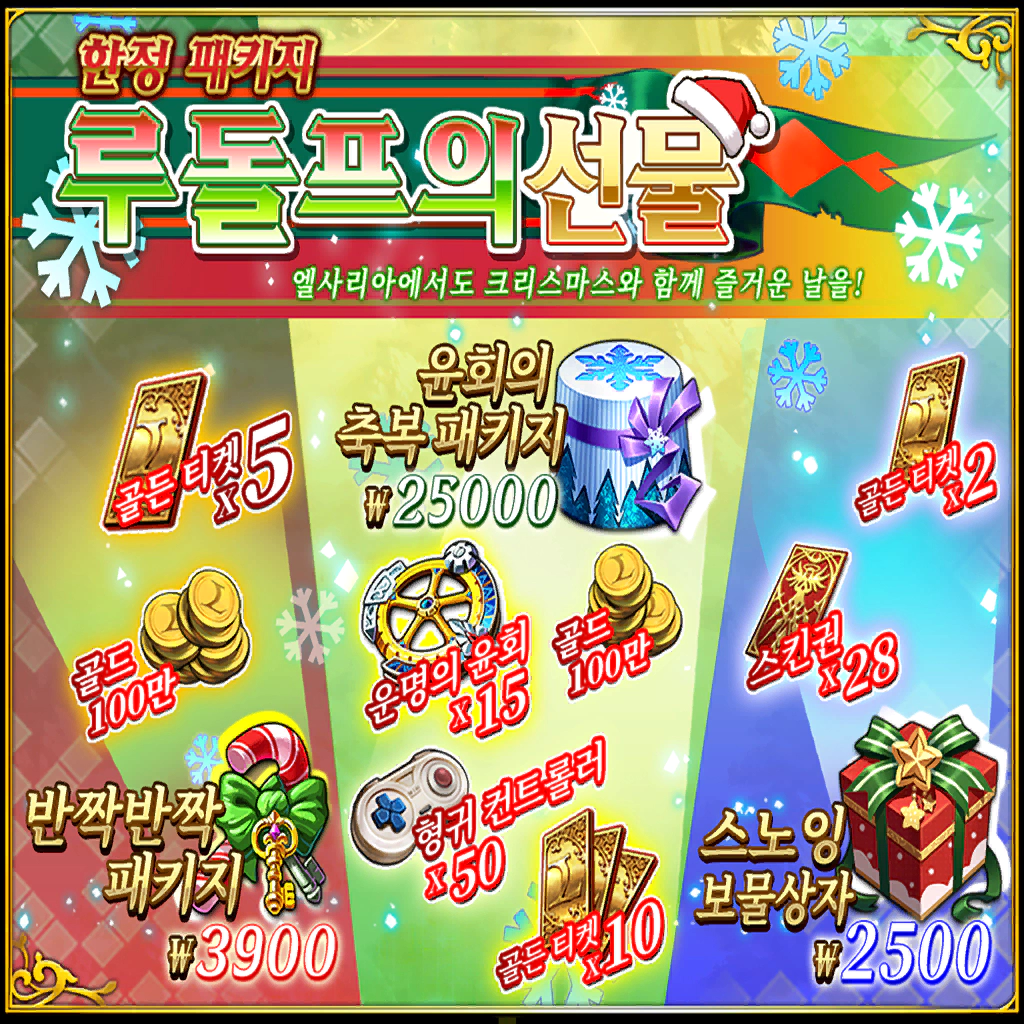 한정 패키지
루돌프의 선물
엘사리아에서도 크리스마스와 함께 즐거운 날을!
골든 티켓
x5
골드
100만
반짝반짝
패키지
₩3900
윤회의
축복 패키지
₩25000
운명의 윤회
x15
골드
100만
형귀 컨트롤러
x50
골든 티켓
x10
골든 티켓
x2
스킨권
x28
스노잉
보물상자
₩2500